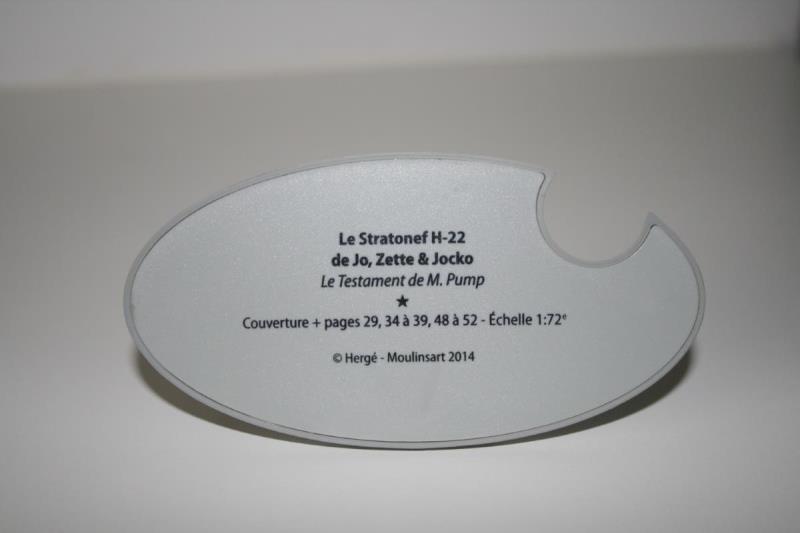 Le Stratonef H-22
de Jo, Zette & Jocko
Le Testament de M. Pump
★
Couverture + pages 29, 34 à 39, 48 à 52 - Échelle 1:72ᵉ
© Hergé - Moulinsart 2014